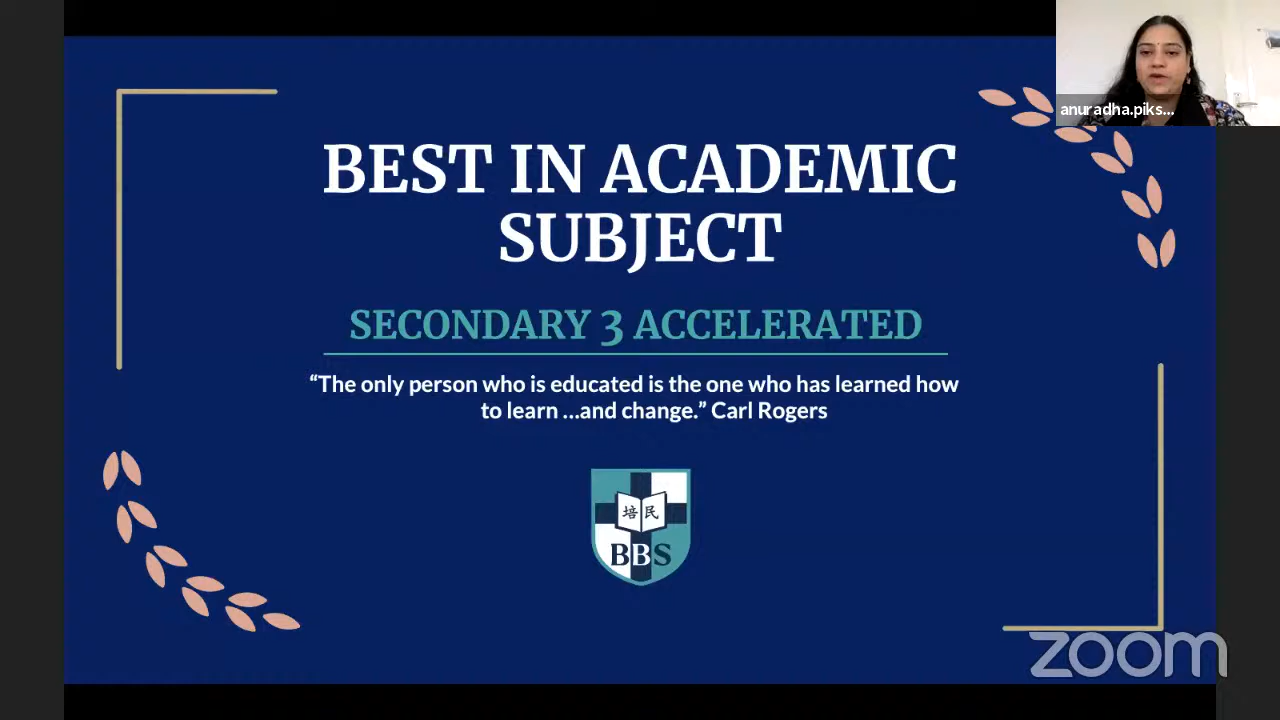 anuradha.piks...
BEST IN ACADEMIC
SUBJECT
SECONDARY 3 ACCELERATED
“The only person who is educated is the one who has learned how
to learn ...and change.” Carl Rogers
培 民
BBS
zoom